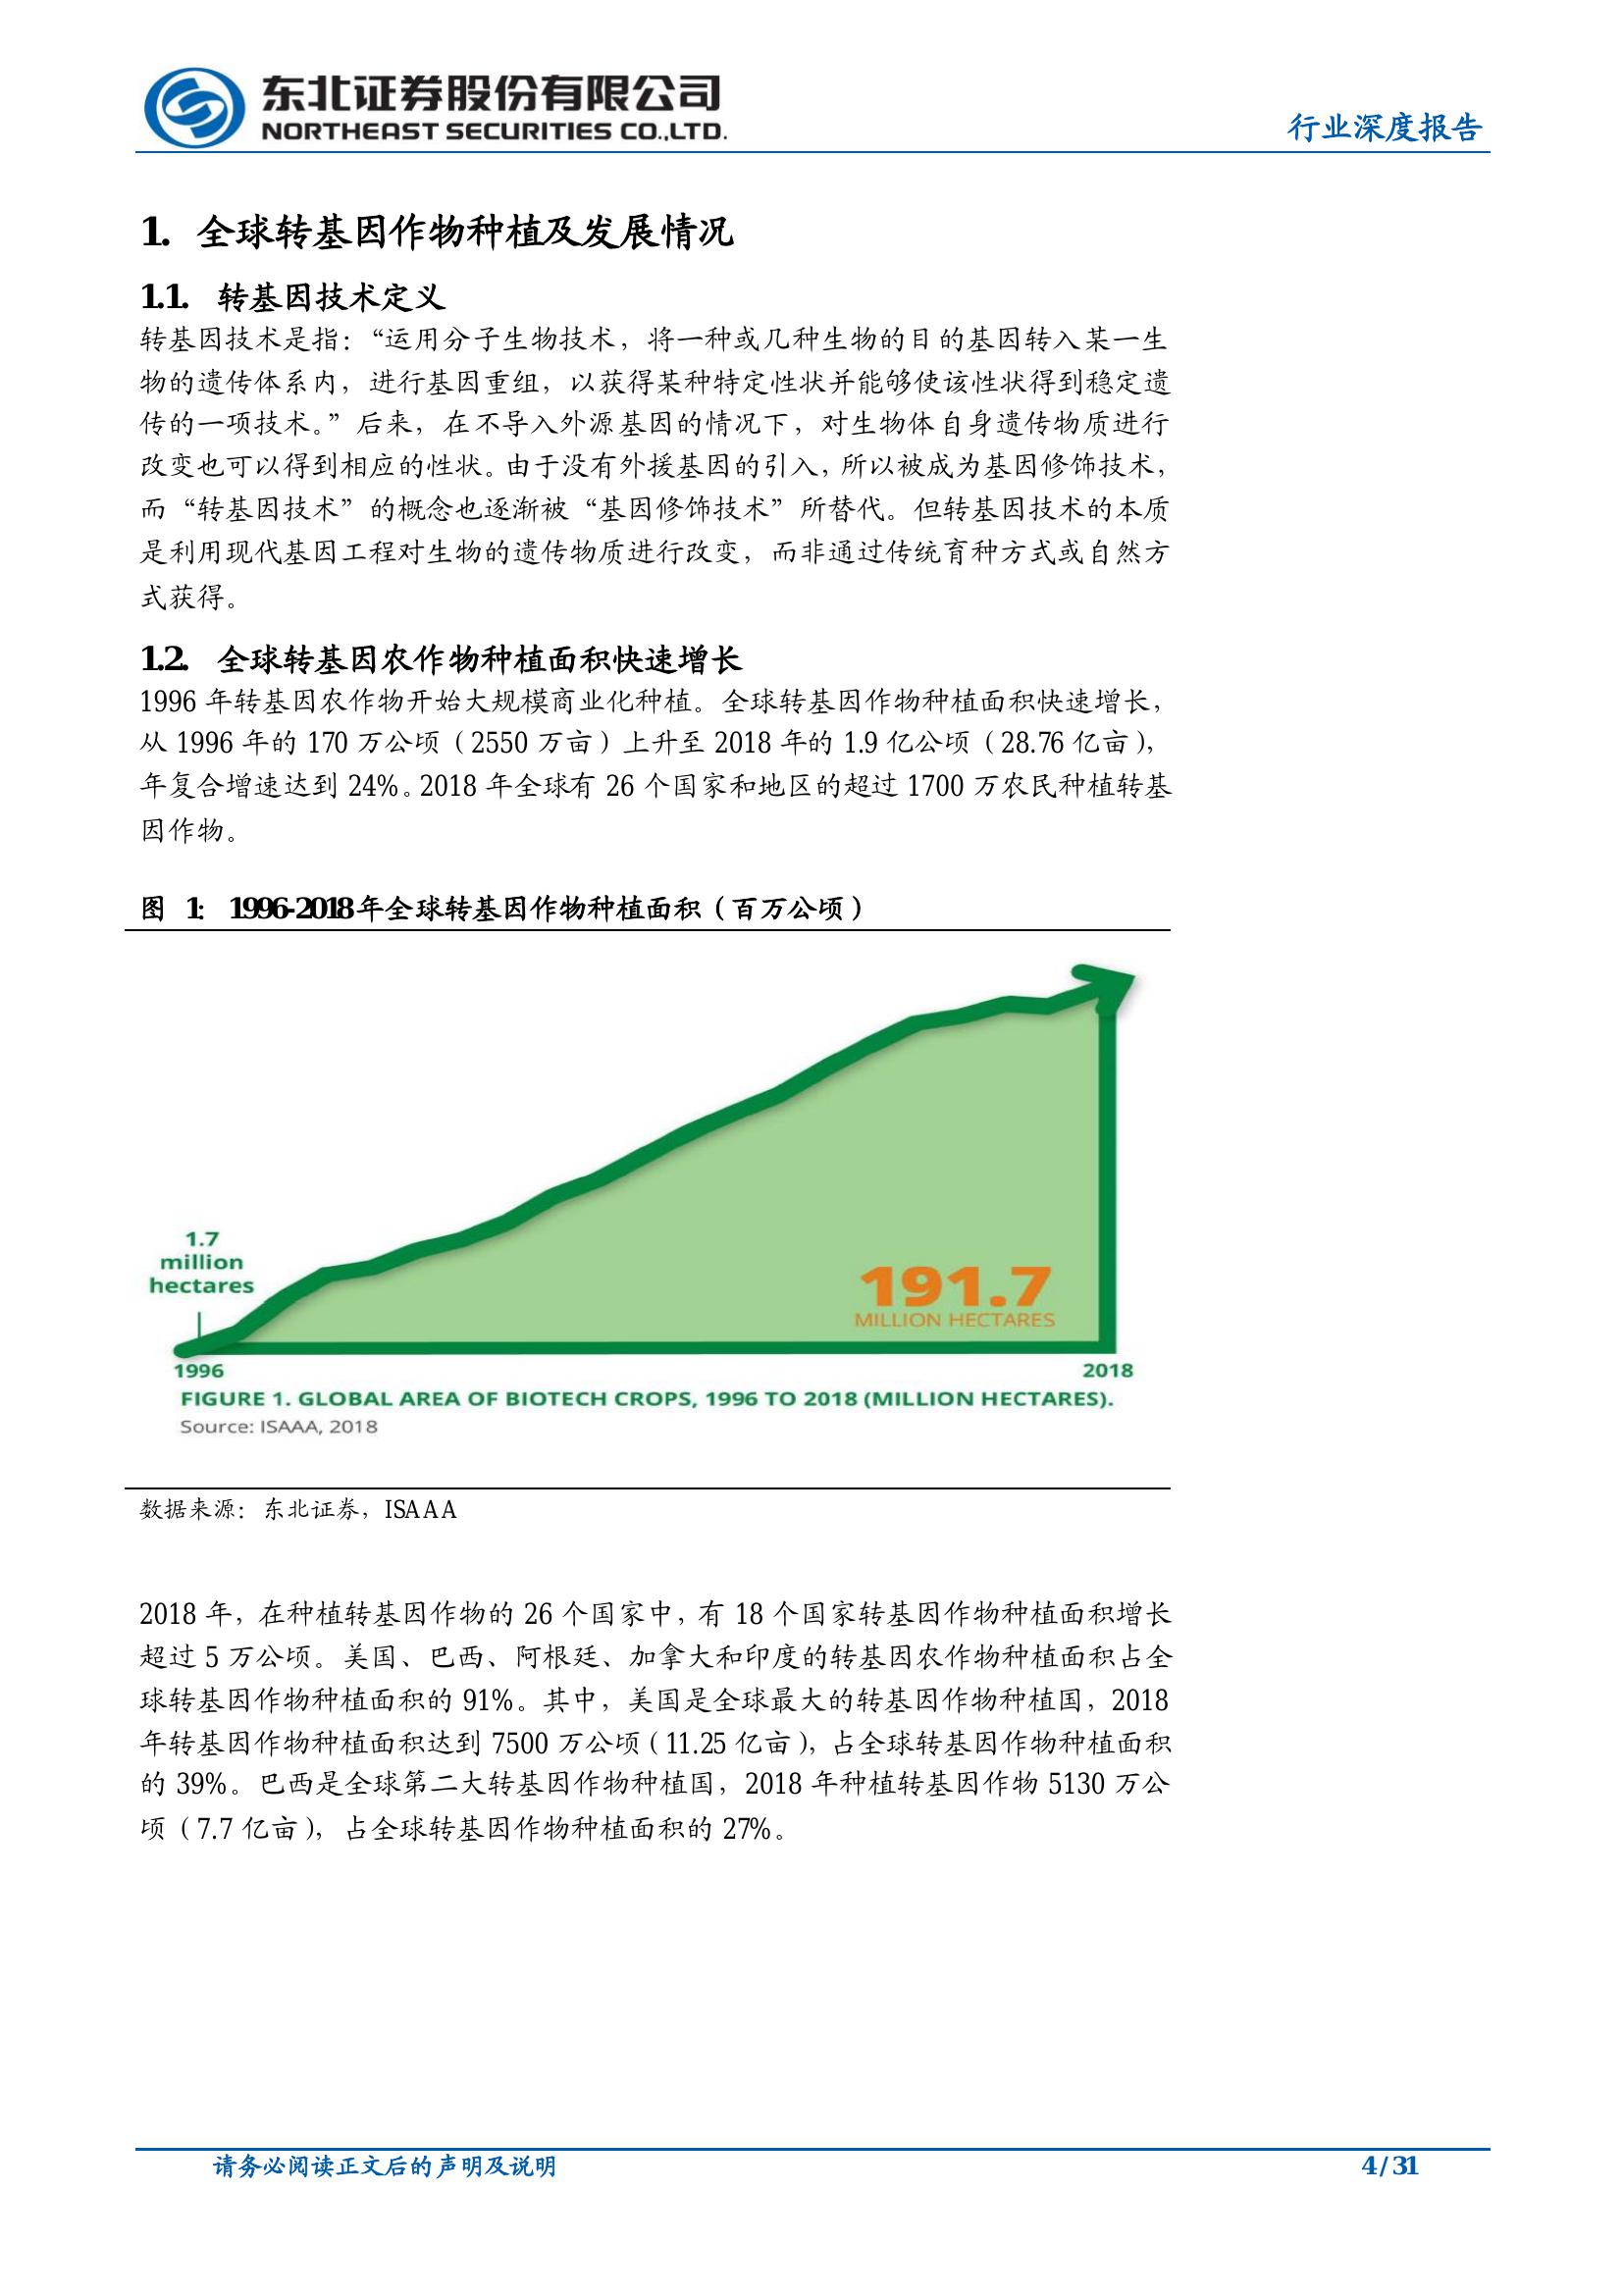 东北证券股份有限公司
NORTHEAST SECURITIES CO.,LTD.
行业深度报告
1. 全球转基因作物种植及发展情况
1.1. 转基因技术定义
转基因技术是指：“运用分子生物技术，将一种或几种生物的目的基因转入某一生
物的遗传体系内，进行基因重组，以获得某种特定性状并能够使该性状得到稳定遗
传的一项技术。”后来，在不导入外源基因的情况下，对生物体自身遗传物质进行
改变也可以得到相应的性状。由于没有外援基因的引入，所以被成为基因修饰技术，
而“转基因技术”的概念也逐渐被“基因修饰技术”所替代。但转基因技术的本质
是利用现代基因工程对生物的遗传物质进行改变，而非通过传统育种方式或自然方
式获得。
1.2. 全球转基因农作物种植面积快速增长
1996 年转基因农作物开始大规模商业化种植。全球转基因作物种植面积快速增长，
从 1996 年的 170 万公顷（2550 万亩）上升至 2018 年的 1.9 亿公顷（28.76 亿亩），
年复合增速达到 24%。2018 年全球有 26 个国家和地区的超过 1700 万农民种植转基
因作物。
图 1： 1996-2018年全球转基因作物种植面积（百万公顷）
1.7
million
hectares
191.7
MILLION HECTARES
1996
2018
FIGURE 1. GLOBAL AREA OF BIOTECH CROPS, 1996 TO 2018 (MILLION HECTARES).
Source: ISAAA, 2018
数据来源：东北证券，ISAAA
2018 年，在种植转基因作物的 26 个国家中，有 18 个国家转基因作物种植面积增长
超过 5 万公顷。美国、巴西、阿根廷、加拿大和印度的转基因农作物种植面积占全
球转基因作物种植面积的 91%。其中，美国是全球最大的转基因作物种植国，2018
年转基因作物种植面积达到 7500 万公顷（11.25 亿亩），占全球转基因作物种植面积
的 39%。巴西是全球第二大转基因作物种植国，2018 年种植转基因作物 5130 万公
顷（7.7 亿亩），占全球转基因作物种植面积的 27%。
请务必阅读正文后的声明及说明
4 / 31